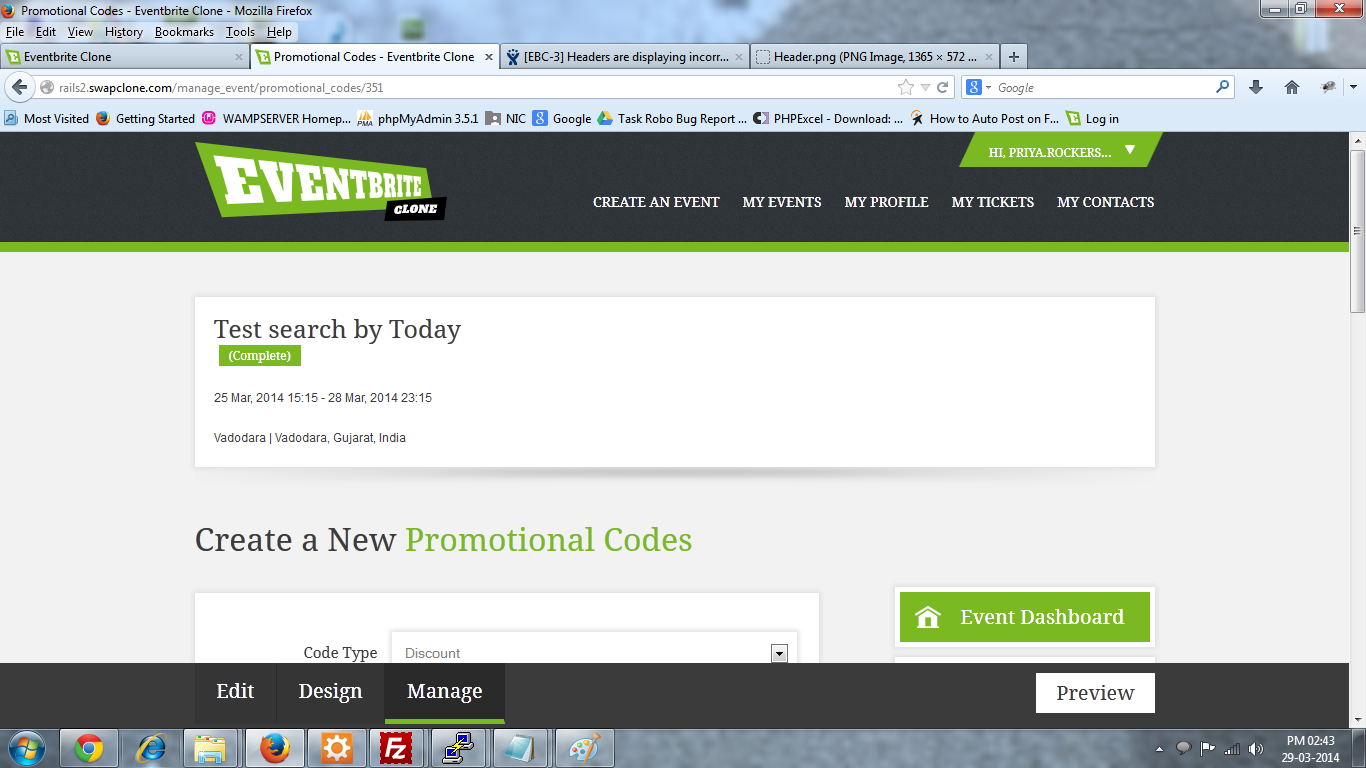 Promotional Codes - Eventbrite Clone - Mozilla Firefox
File Edit View History Bookmarks Tools Help
Eventbrite Clone Promotional Codes - Eventbrite Clone [EBC-3] Headers are displaying incorr... Header.png (PNG Image, 1365 × 572 ...
rails2.swapclone.com/manage_event/promotional_codes/351 Google
Most Visited Getting Started WAMPSERVER Homep... phpMyAdmin 3.5.1 NIC Google Task Robo Bug Report ... PHPExcel - Download: ... How to Auto Post on F... Log in
HI, PRIYA.ROCKERS...
EVENTBRITE
CLONE
CREATE AN EVENT MY EVENTS MY PROFILE MY TICKETS MY CONTACTS
Test search by Today
(Complete)
25 Mar, 2014 15:15 - 28 Mar, 2014 23:15
Vadodara | Vadodara, Gujarat, India
Create a New Promotional Codes
Event Dashboard
Code Type Discount
Edit Design Manage Preview
PM 02:43
29-03-2014